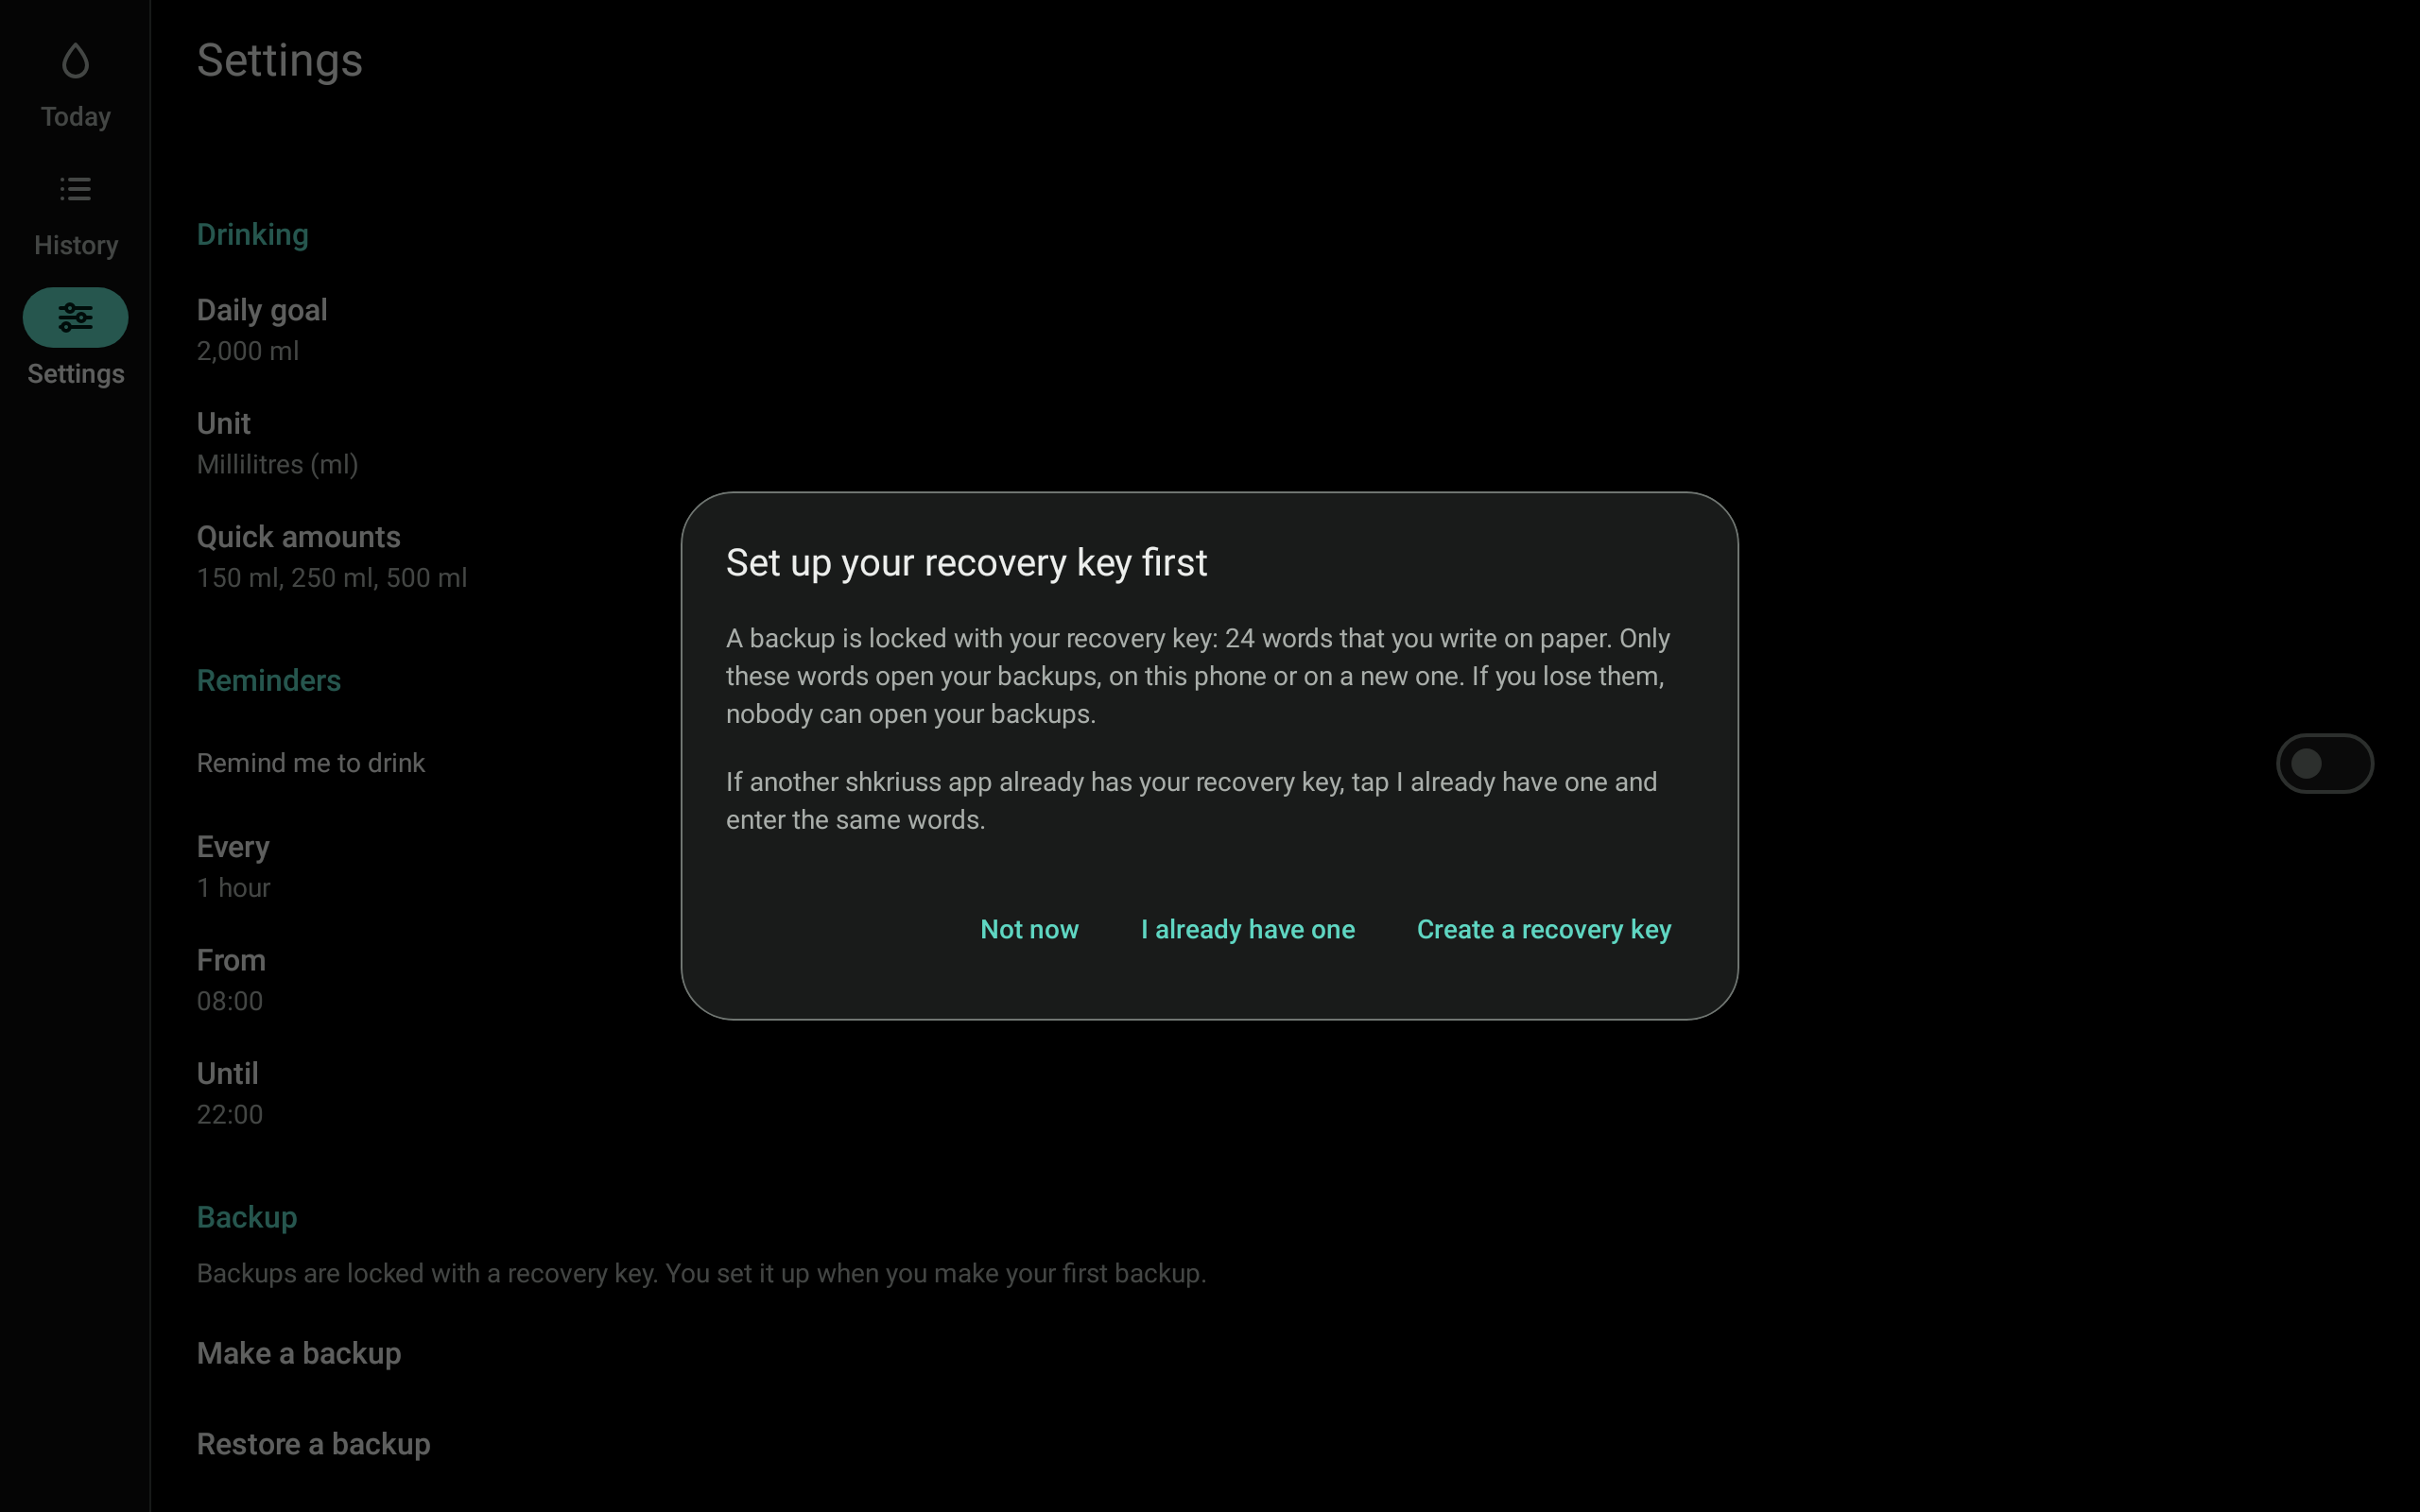 Today
History
Settings
Settings
Drinking
Daily goal
2,000 ml
Unit
Millilitres (ml)
Quick amounts
150 ml, 250 ml, 500 ml
Reminders
Remind me to drink
Every
1 hour
From
08:00
Until
22:00
Backup
Backups are locked with a recovery key. You set it up when you make your first backup.
Make a backup
Restore a backup
Set up your recovery key first
A backup is locked with your recovery key: 24 words that you write on paper. Only
these words open your backups, on this phone or on a new one. If you lose them,
nobody can open your backups.
If another shkriuss app already has your recovery key, tap I already have one and
enter the same words.
Not now
I already have one
Create a recovery key